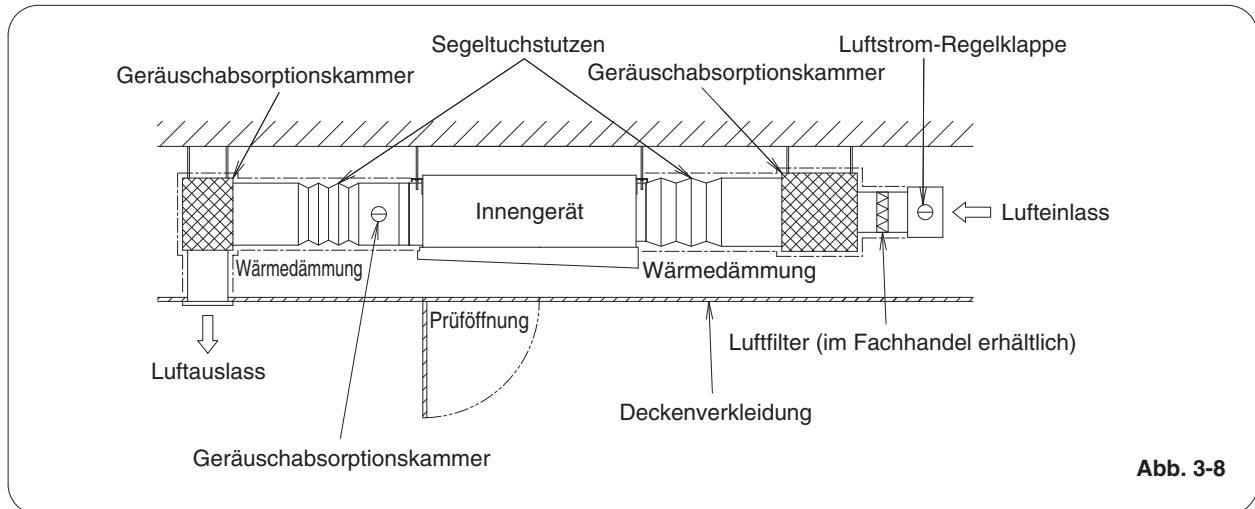 Segeltuchstutzen
Luftstrom-Regelklappe
Geräuschabsorptionskammer
Geräuschabsorptionskammer
Innengerät
Lufteinlass
Wärmedämmung
Wärmedämmung
Prüföffnung
Luftfilter (im Fachhandel erhältlich)
Luftauslass
Deckenverkleidung
Geräuschabsorptionskammer
Abb. 3-8